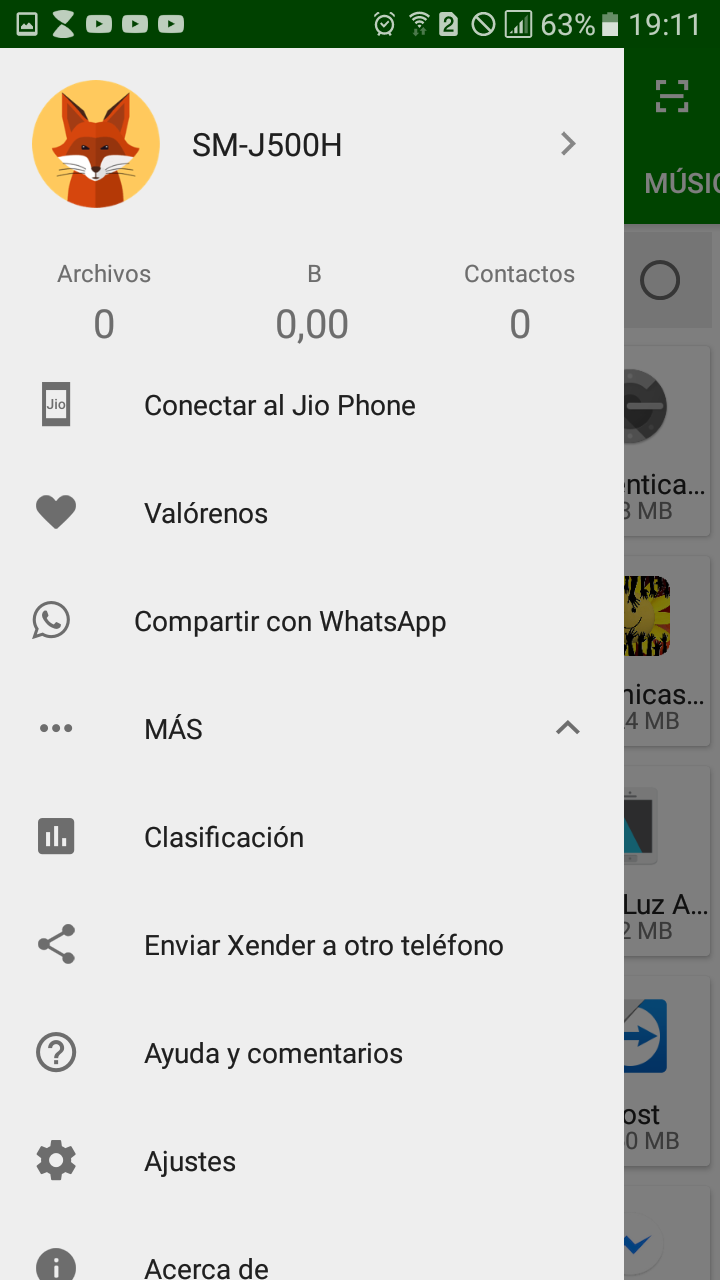 2 63% 19:11
SM-J500H
MÚSIC
Archivos B Contactos
0 0,00 0
Jio Conectar al Jio Phone
entica...
3 MB
Valórenos
Compartir con WhatsApp
nicas...
4 MB
MÁS
Clasificación
Luz A...
2 MB
Enviar Xender a otro teléfono
Ayuda y comentarios
ost
0 MB
Ajustes
Acerca de